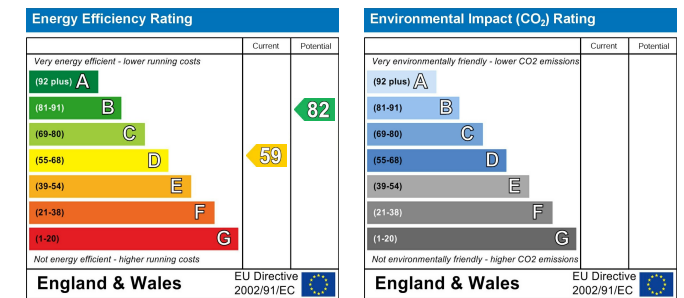 Energy Efficiency Rating
Current Potential
Very energy efficient - lower running costs
(92 plus) A
(81-91) B
82
(69-80) C
(55-68) D
59
(39-54) E
(21-38) F
(1-20) G
Not energy efficient - higher running costs
England & Wales
EU Directive
2002/91/EC
Environmental Impact (CO₂) Rating
Current Potential
Very environmentally friendly - lower CO2 emissions
(92 plus) A
(81-91) B
(69-80) C
(55-68) D
(39-54) E
(21-38) F
(1-20) G
Not environmentally friendly - higher CO2 emissions
England & Wales
EU Directive
2002/91/EC